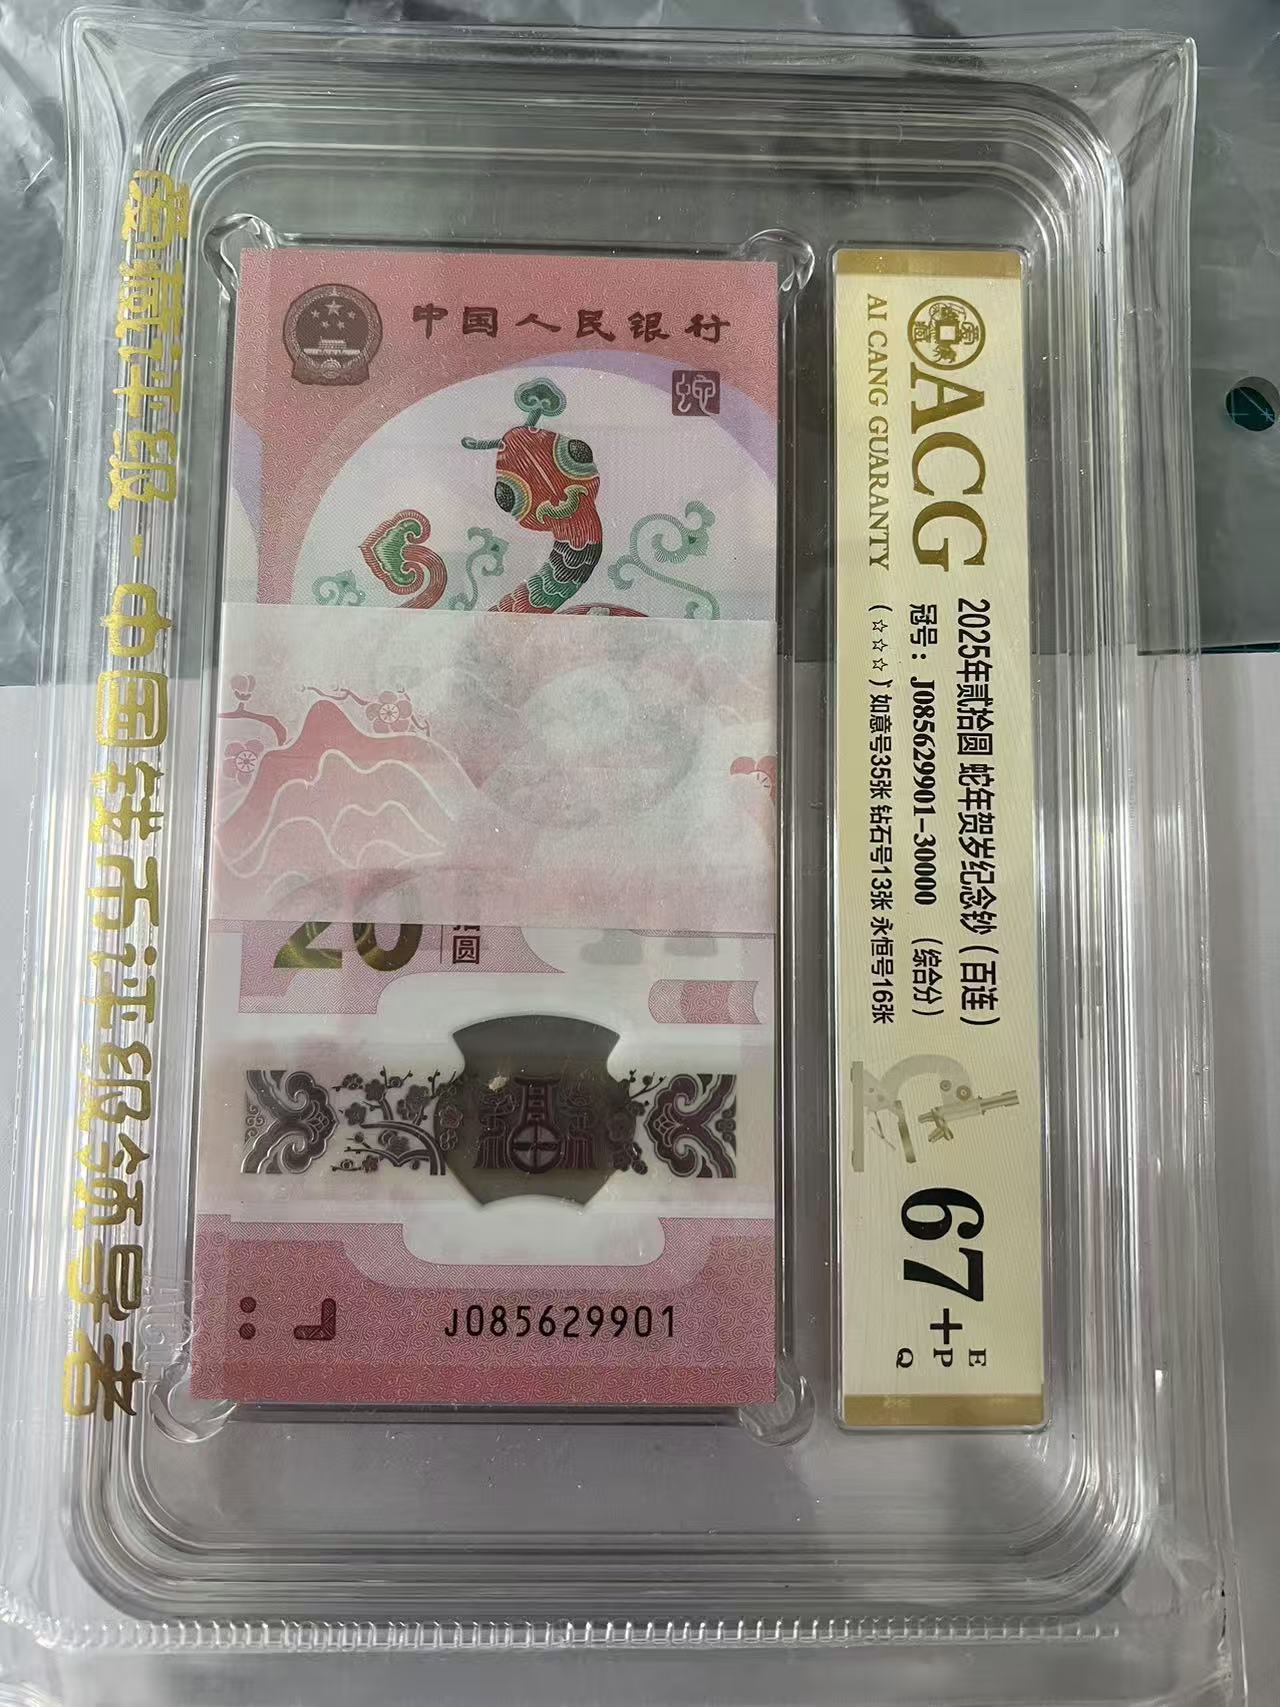 中国人民银行
蛇
20
圆
J085629901
ACG
AI CANG GUARANTY
2025年贰拾圆 蛇年贺岁纪念钞（百连）
冠号：J085629901-30000 （综合分）
（☆☆☆）如意号35张 钻石号13张 永恒号16张
67+
E
P
Q
爱藏评级-中国钱币评级领导者